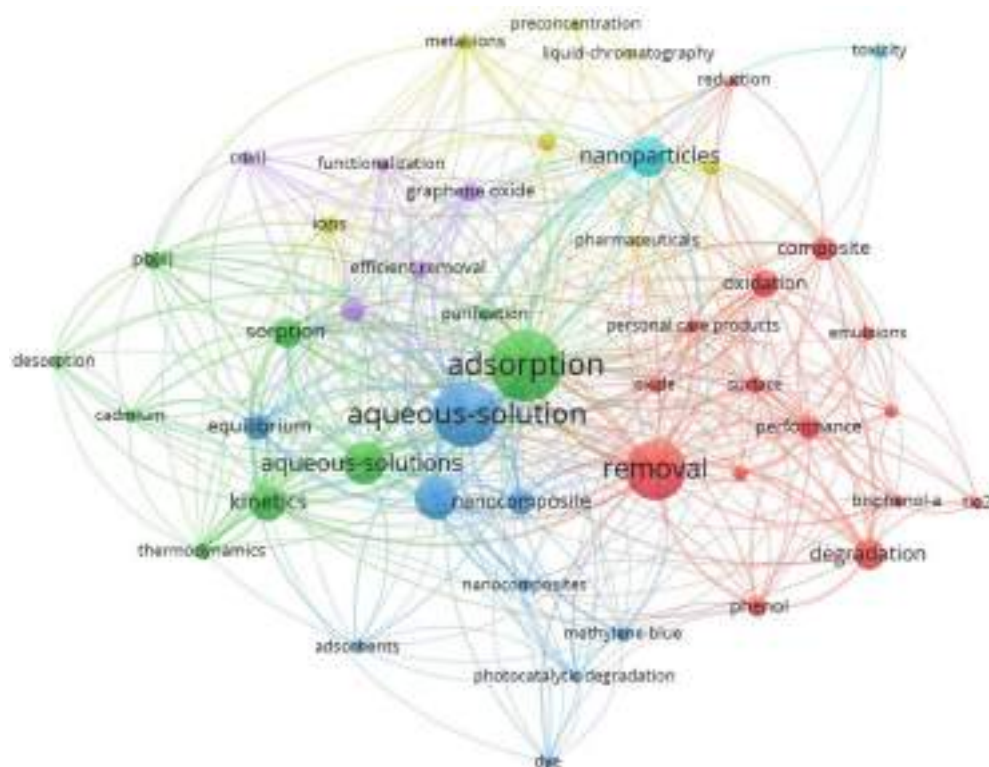 preconcentration
metal-ions
liquid-chromatography
toxicity
reduction
nanoparticles
functionalization
graphene oxide
ions
pharmaceuticals
composite
efficient removal
oxidation
purification
sorption
personal care products
emulsions
desorption
adsorption
oxide
surface
cadmium
aqueous-solution
equilibrium
performance
aqueous-solutions
removal
kinetics
nanocomposite
bisphenol-a
thermodynamics
degradation
nanocomposites
phenol
methylene-blue
adsorbents
photocatalytic degradation
dye